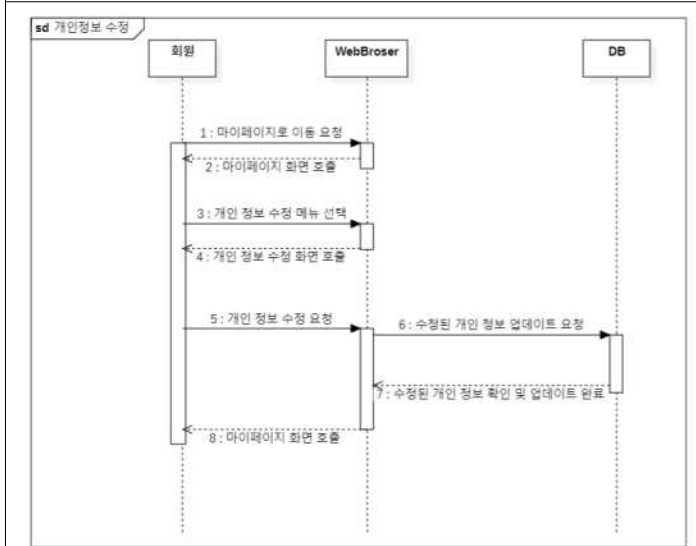 sd 개인정보 수정
회원
WebBroser
DB
1 : 마이페이지로 이동 요청
2 : 마이페이지 화면 호출
3 : 개인 정보 수정 메뉴 선택
4 : 개인 정보 수정 화면 호출
5 : 개인 정보 수정 요청
6 : 수정된 개인 정보 업데이트 요청
7 : 수정된 개인 정보 확인 및 업데이트 완료
8 : 마이페이지 화면 호출